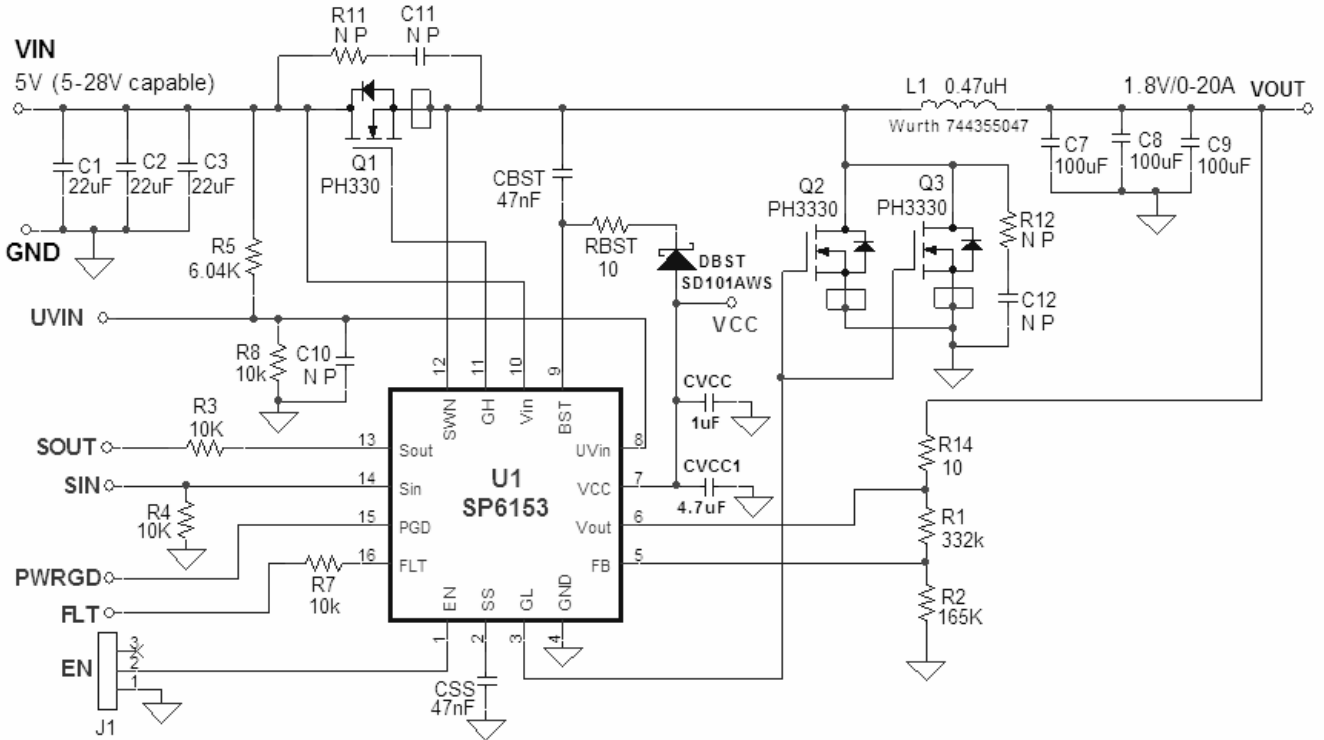 R11
N P
C11
N P
VIN
5V (5-28V capable)
L1 0.47uH
Wurth 744355047
1.8V/0-20A
VOUT
C1
22uF
C2
22uF
C3
22uF
Q1
PH330
CBST
47nF
C7
100uF
C8
100uF
C9
100uF
Q2
PH3330
Q3
PH3330
R12
N P
C12
N P
GND
R5
6.04K
RBST
10
DBST
SD101AWS
VCC
UVIN
R8
10k
C10
N P
12
11
10
9
SWN
GH
Vin
BST
CVCC
1uF
CVCC1
4.7uF
SOUT
R3
10K
13
Sout
UVin
8
SIN
R4
10K
14
Sin
U1
SP6153
VCC
7
15
PGD
Vout
6
PWRGD
16
FLT
FB
5
R7
10k
FLT
EN
SS
GL
GND
1
2
3
4
R14
10
R1
332k
R2
165K
EN
3
2
1
J1
CSS
47nF